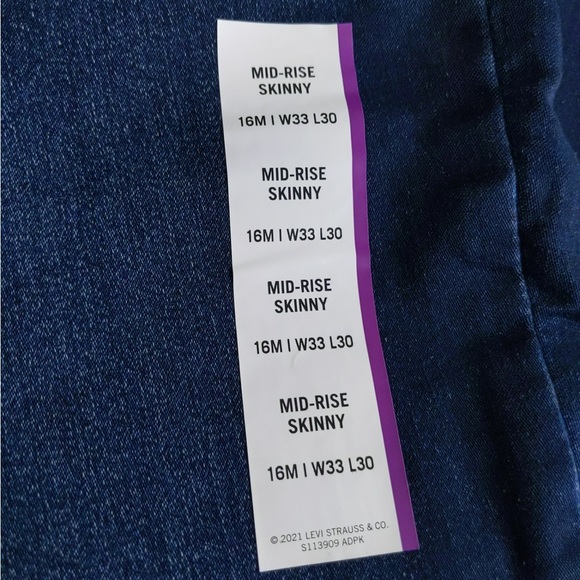 MID-RISE
SKINNY
16M | W33 L30
MID-RISE
SKINNY
16M | W33 L30
MID-RISE
SKINNY
16M | W33 L30
MID-RISE
SKINNY
16M | W33 L30
© 2021 LEVI STRAUSS & CO.
S113909 ADPK